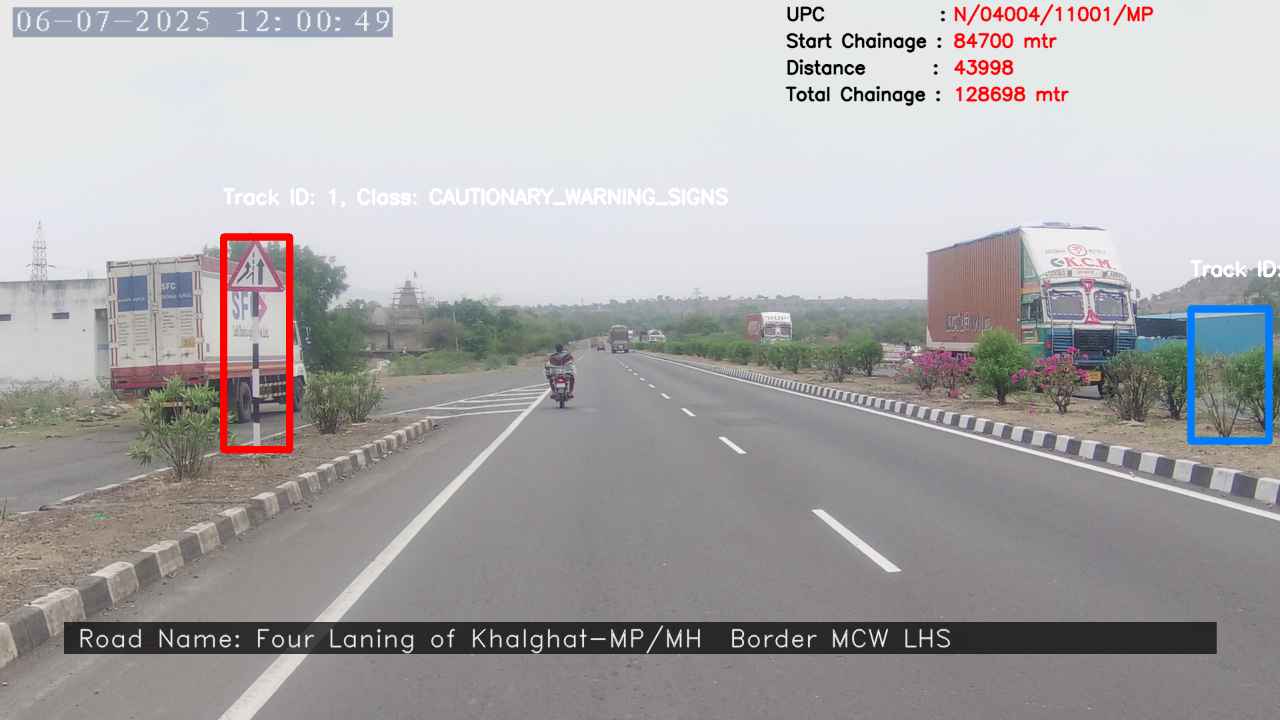 06-07-2025 12:00:49
UPC : N/04004/11001/MP
Start Chainage : 84700 mtr
Distance : 43998
Total Chainage : 128698 mtr
Track ID: 1, Class: CAUTIONARY_WARNING_SIGNS
Track ID:
SFC
G.K.C.M.
Road Name: Four Laning of Khalghat-MP/MH Border MCW LHS